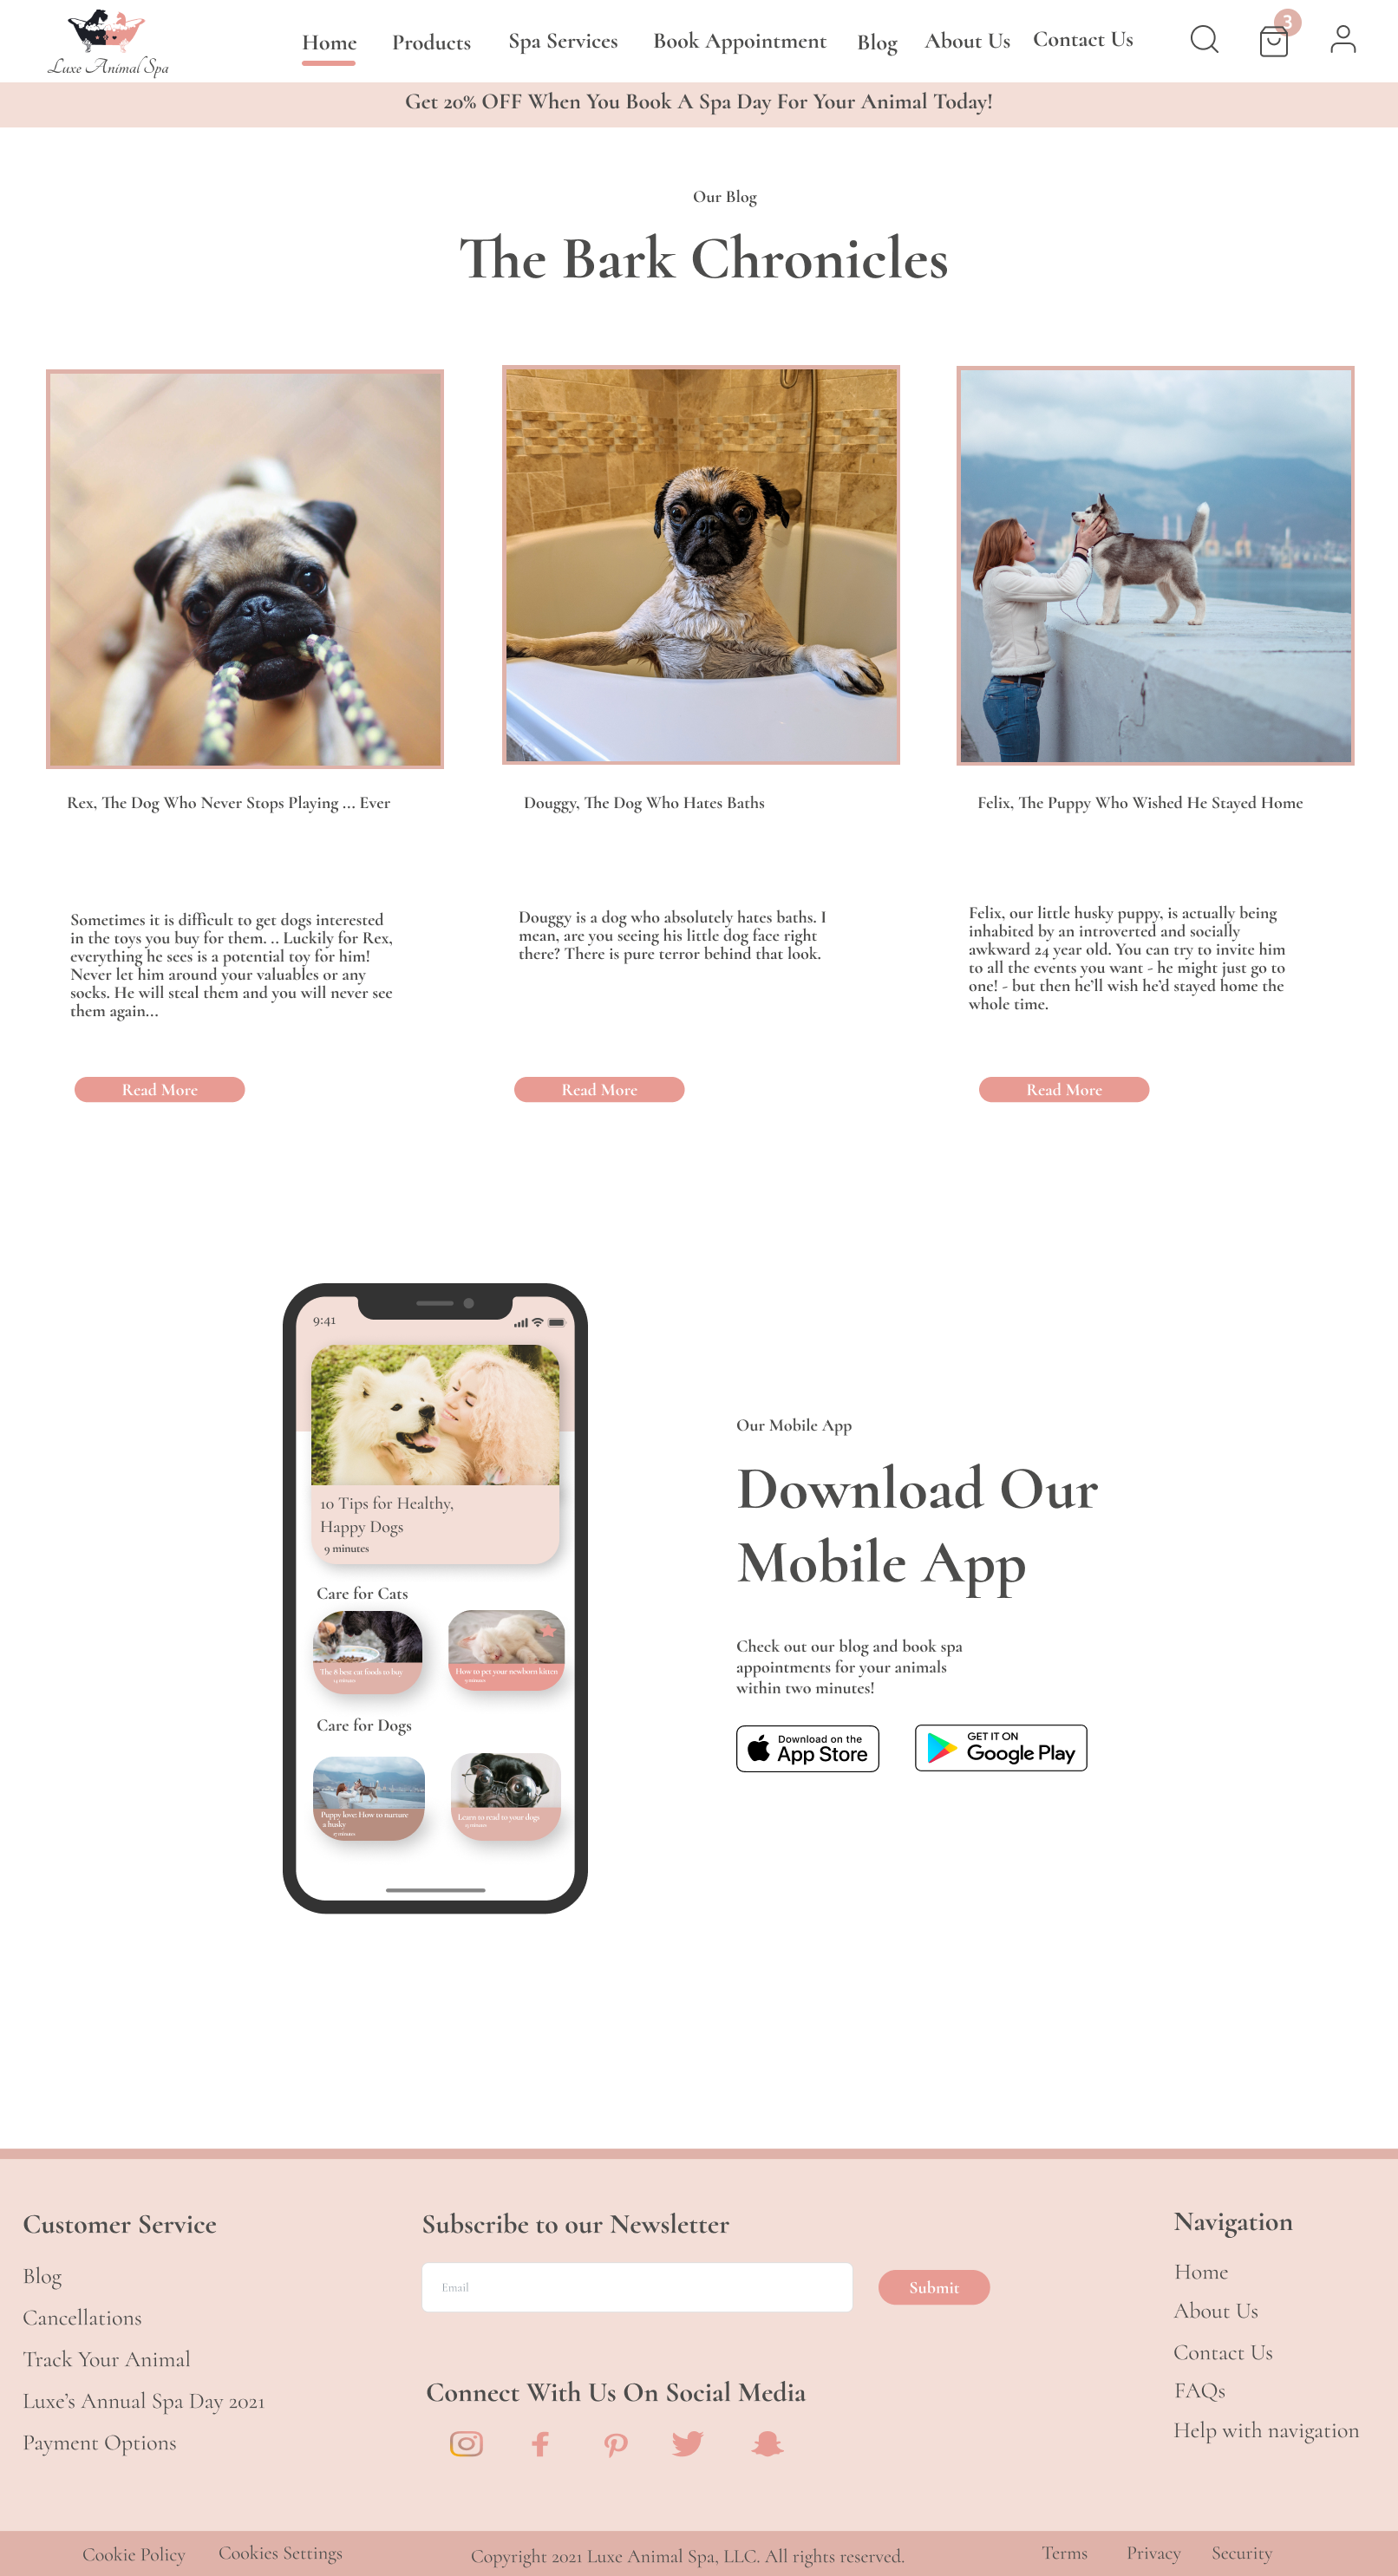 Luxe Animal Spa
Home Products Spa Services Book Appointment Blog About Us Contact Us 3
Get 20% OFF When You Book A Spa Day For Your Animal Today!
Our Blog
The Bark Chronicles
Rex, The Dog Who Never Stops Playing ... Ever
Sometimes it is difficult to get dogs interested
in the toys you buy for them. .. Luckily for Rex,
everything he sees is a potential toy for him!
Never let him around your valuables or any
socks. He will steal them and you will never see
them again...
Read More
Douggy, The Dog Who Hates Baths
Douggy is a dog who absolutely hates baths. I
mean, are you seeing his little dog face right
there? There is pure terror behind that look.
Read More
Felix, The Puppy Who Wished He Stayed Home
Felix, our little husky puppy, is actually being
inhabited by an introverted and socially
awkward 24 year old. You can try to invite him
to all the events you want - he might just go to
one! - but then he'll wish he'd stayed home the
whole time.
Read More
9:41
10 Tips for Healthy,
Happy Dogs
9 minutes
Care for Cats
The 8 best cat foods to buy
How to pet your newborn kitten
Care for Dogs
Puppy love: How to nurture
a husky
Learn to read to your dogs
Our Mobile App
Download Our
Mobile App
Check out our blog and book spa
appointments for your animals
within two minutes!
Download on the
App Store
GET IT ON
Google Play
Customer Service
Blog
Cancellations
Track Your Animal
Luxe's Annual Spa Day 2021
Payment Options
Subscribe to our Newsletter
Email
Submit
Connect With Us On Social Media
Navigation
Home
About Us
Contact Us
FAQs
Help with navigation
Cookie Policy Cookies Settings Copyright 2021 Luxe Animal Spa, LLC. All rights reserved. Terms Privacy Security